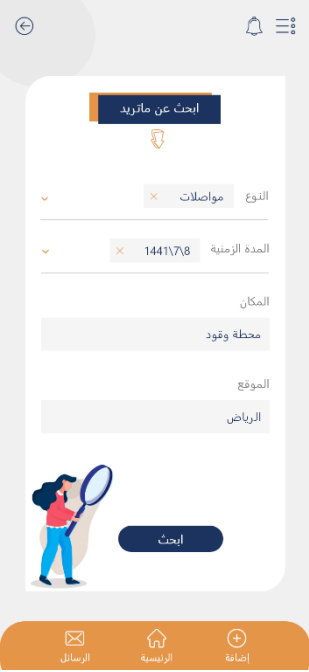 ابحث عن ماتريد
النوع
مواصلات ×
المدة الزمنية
1441\7\8 ×
المكان
محطة وقود
الموقع
الرياض
ابحث
إضافة
الرئيسية
الرسائل